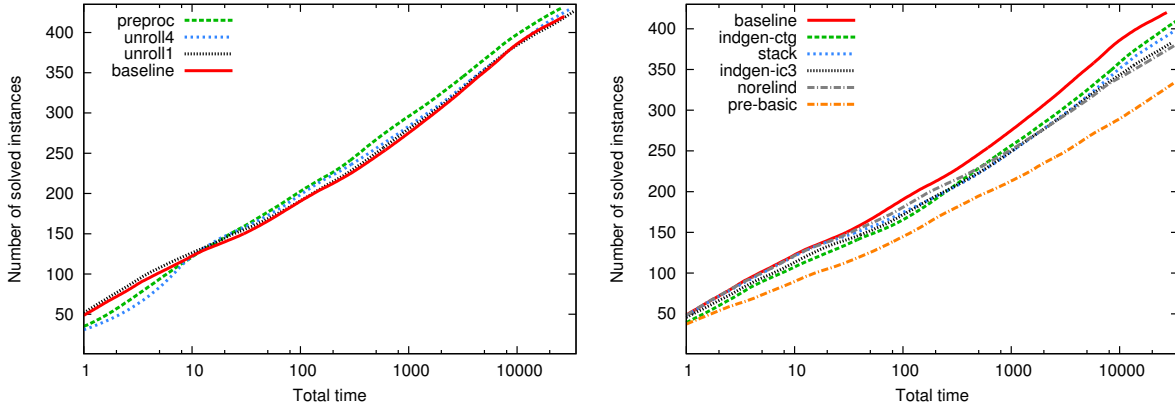 preproc
unroll4
unroll1
baseline
400
350
300
250
200
150
100
50
1 10 100 1000 10000
Number of solved instances
Total time
baseline
indgen-ctg
stack
indgen-ic3
norelind
pre-basic
400
350
300
250
200
150
100
50
1 10 100 1000 10000
Number of solved instances
Total time